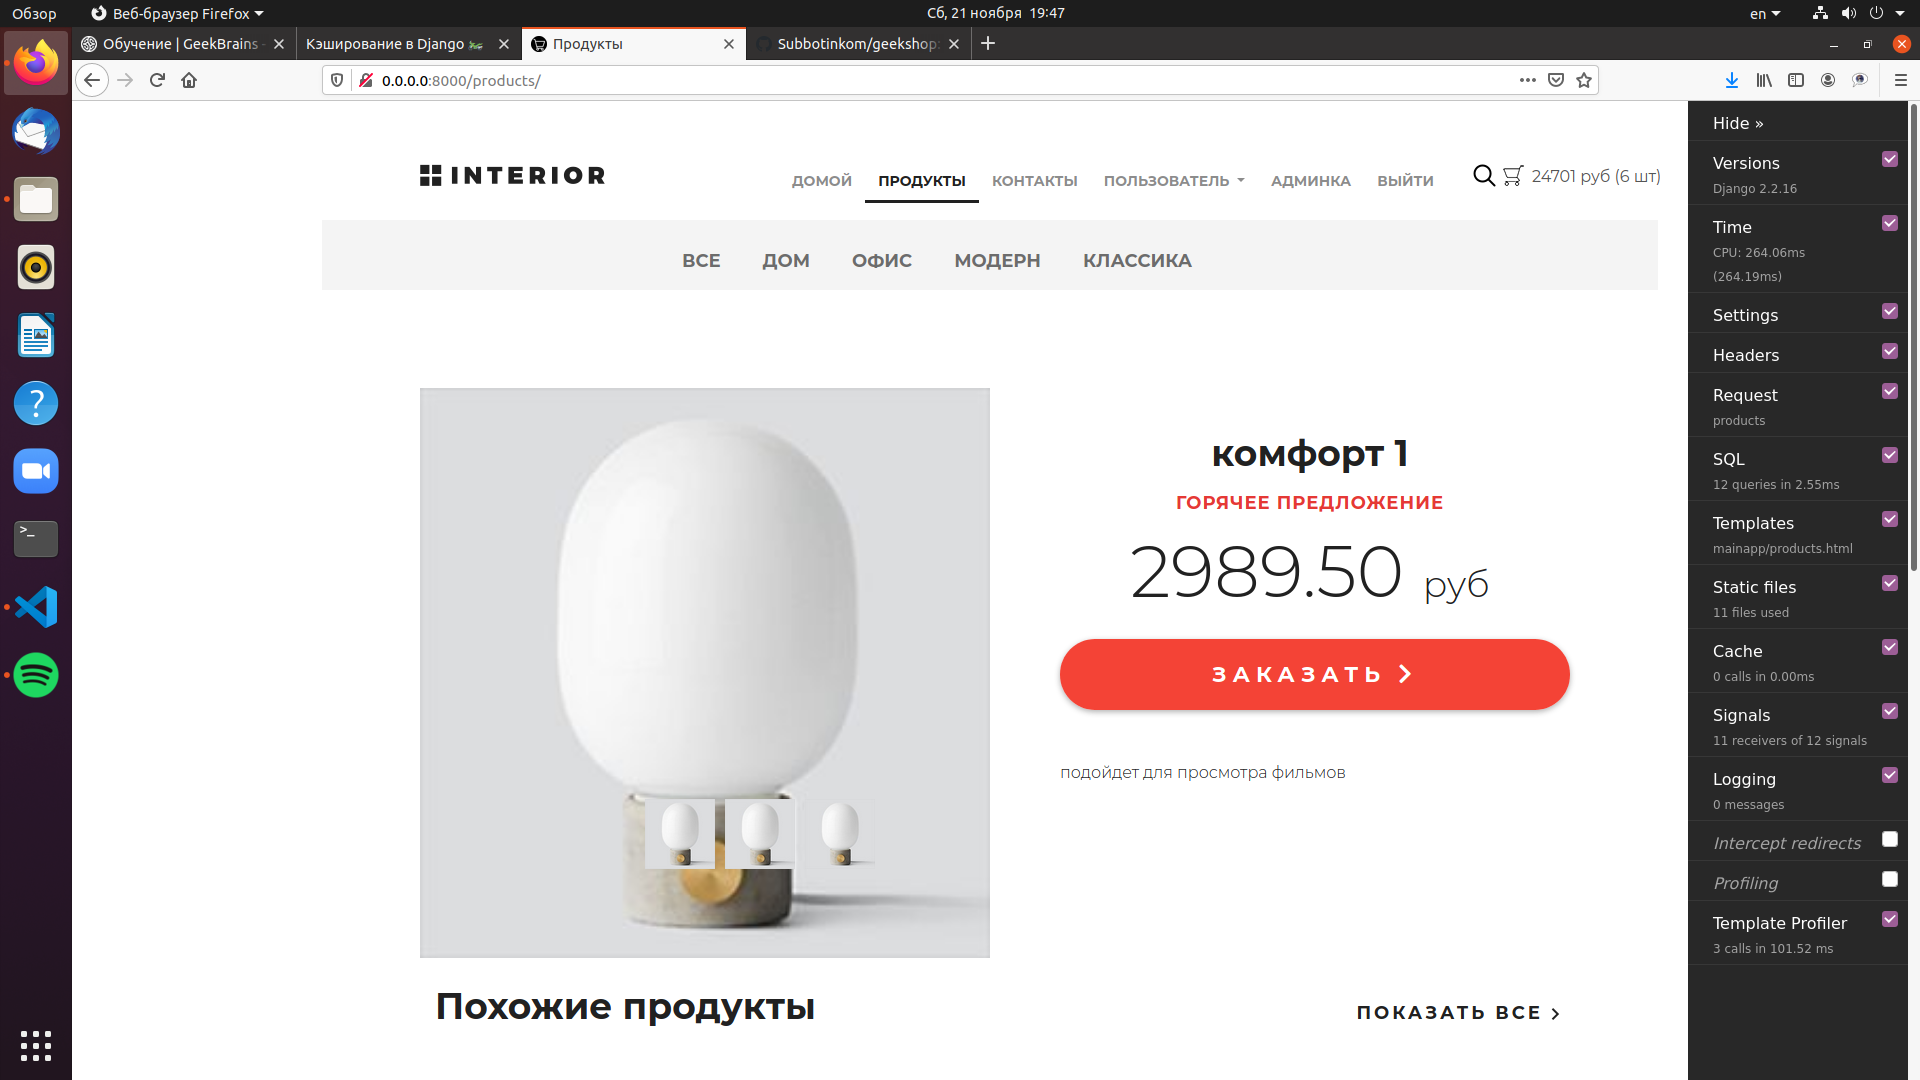 Обзор
Веб-браузер Firefox
Сб, 21 ноября 19:47
en
Обучение | GeekBrains -
Кэширование в Django
Продукты
Subbotinkom/geekshop:
0.0.0.0:8000/products/
INTERIOR
ДОМОЙ
ПРОДУКТЫ
КОНТАКТЫ
ПОЛЬЗОВАТЕЛЬ
АДМИНКА
ВЫЙТИ
24701 руб (6 шт)
ВСЕ
ДОМ
ОФИС
МОДЕРН
КЛАССИКА
комфорт 1
ГОРЯЧЕЕ ПРЕДЛОЖЕНИЕ
2989.50 руб
ЗАКАЗАТЬ
подойдет для просмотра фильмов
Похожие продукты
ПОКАЗАТЬ ВСЕ
Hide »
Versions
Django 2.2.16
Time
CPU: 264.06ms
(264.19ms)
Settings
Headers
Request
products
SQL
12 queries in 2.55ms
Templates
mainapp/products.html
Static files
11 files used
Cache
0 calls in 0.00ms
Signals
11 receivers of 12 signals
Logging
0 messages
Intercept redirects
Profiling
Template Profiler
3 calls in 101.52 ms